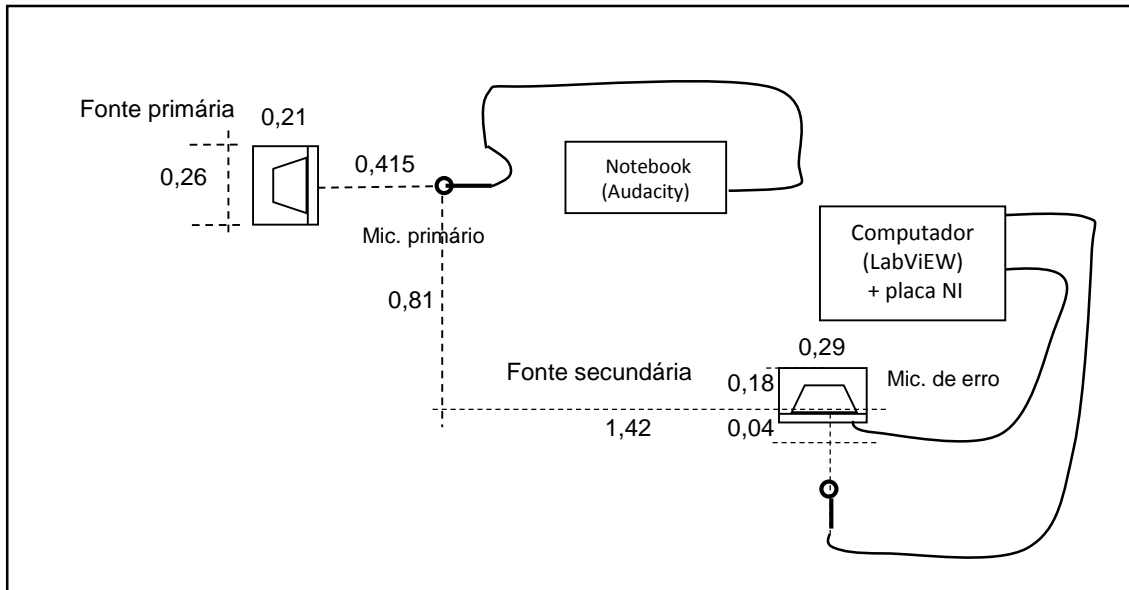 Fonte primária
0,21
0,26
0,415
Notebook
(Audacity)
Mic. primário
Computador
(LabViEW)
+ placa NI
0,81
0,29
Fonte secundária
0,18
Mic. de erro
1,42
0,04